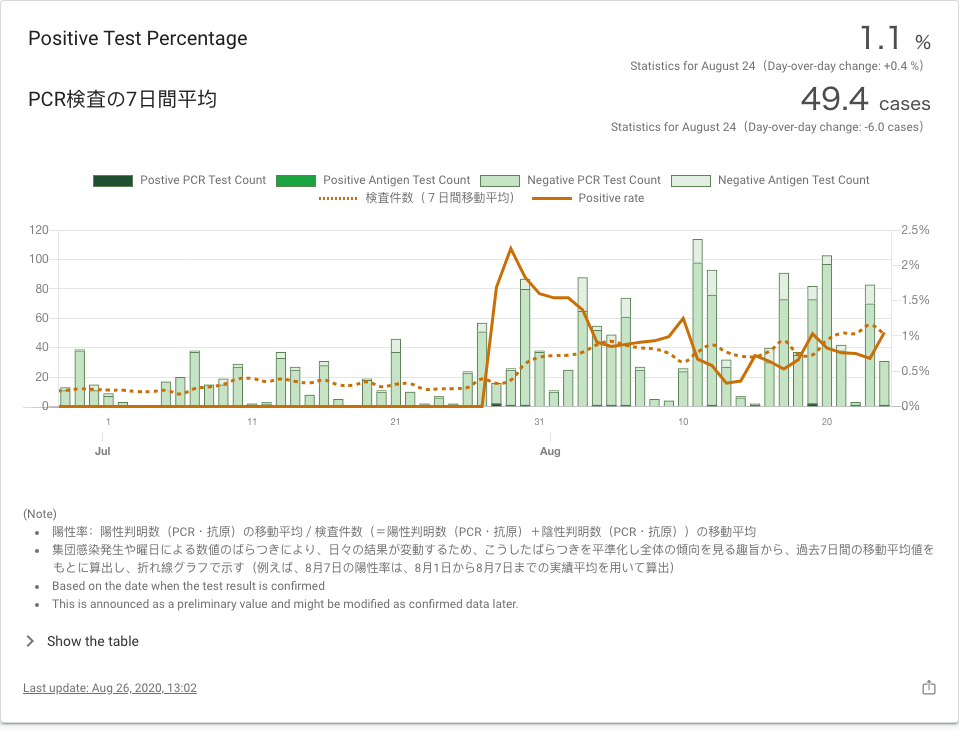 Positive Test Percentage
1.1 %
Statistics for August 24（Day-over-day change: +0.4 %）
PCR検査の7日間平均
49.4 cases
Statistics for August 24（Day-over-day change: -6.0 cases）
Postive PCR Test Count
Positive Antigen Test Count
Negative PCR Test Count
Negative Antigen Test Count
検査件数（７日間移動平均）
Positive rate
120
100
80
60
40
20
0
2.5%
2%
1.5%
1%
0.5%
0%
1
11
21
31
10
20
Jul
Aug
(Note)
• 陽性率：陽性判明数（PCR・抗原）の移動平均 / 検査件数（＝陽性判明数（PCR・抗原）＋陰性判明数（PCR・抗原））の移動平均
• 集団感染発生や曜日による数値のばらつきにより、日々の結果が変動するため、こうしたばらつきを平準化し全体の傾向を見る趣旨から、過去7日間の移動平均値を
もとに算出し、折れ線グラフで示す（例えば、8月7日の陽性率は、8月1日から8月7日までの実績平均を用いて算出）
• Based on the date when the test result is confirmed
• This is announced as a preliminary value and might be modified as confirmed data later.
Show the table
Last update: Aug 26, 2020, 13:02